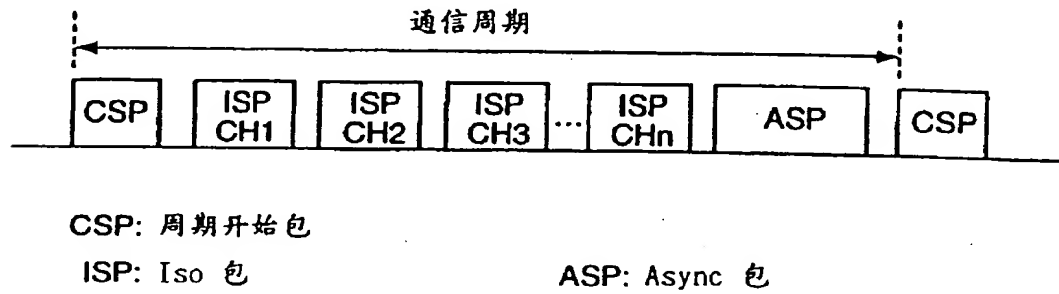 通信周期
CSP ISP ISP ISP ... ISP ASP CSP
CH1 CH2 CH3 CHn
CSP: 周期开始包
ISP: Iso 包 ASP: Async 包